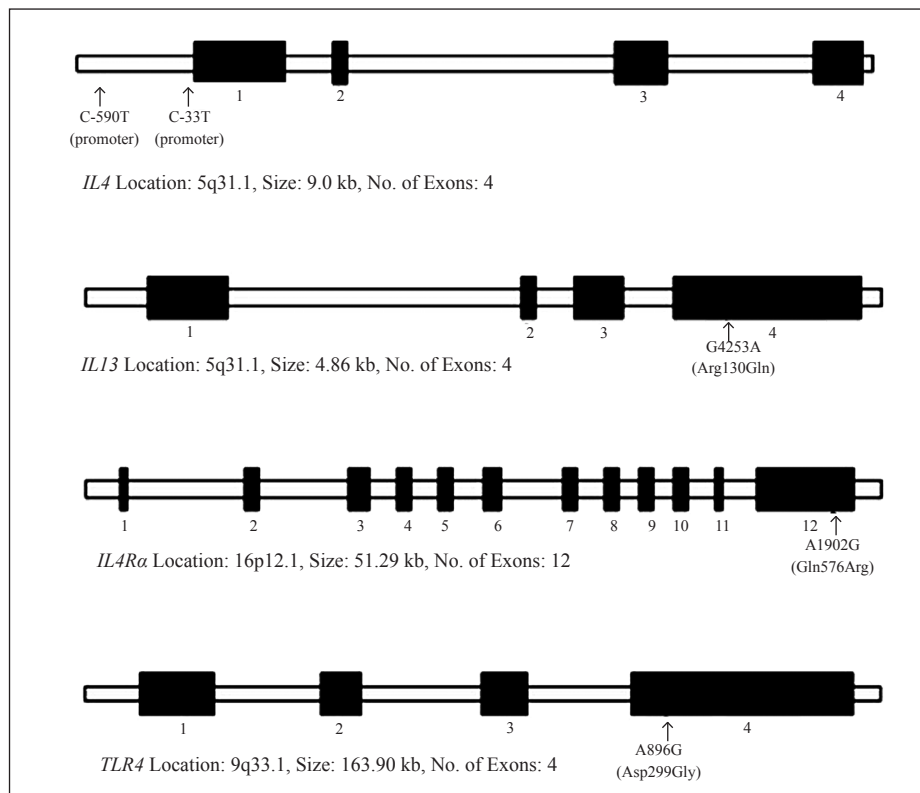 1 2 3 4
C-590T C-33T
(promoter) (promoter)
IL4 Location: 5q31.1, Size: 9.0 kb, No. of Exons: 4
1 2 3 4
G4253A
(Arg130Gln)
IL13 Location: 5q31.1, Size: 4.86 kb, No. of Exons: 4
1 2 3 4 5 6 7 8 9 10 11 12
A1902G
(Gln576Arg)
IL4Rα Location: 16p12.1, Size: 51.29 kb, No. of Exons: 12
1 2 3 4
A896G
(Asp299Gly)
TLR4 Location: 9q33.1, Size: 163.90 kb, No. of Exons: 4